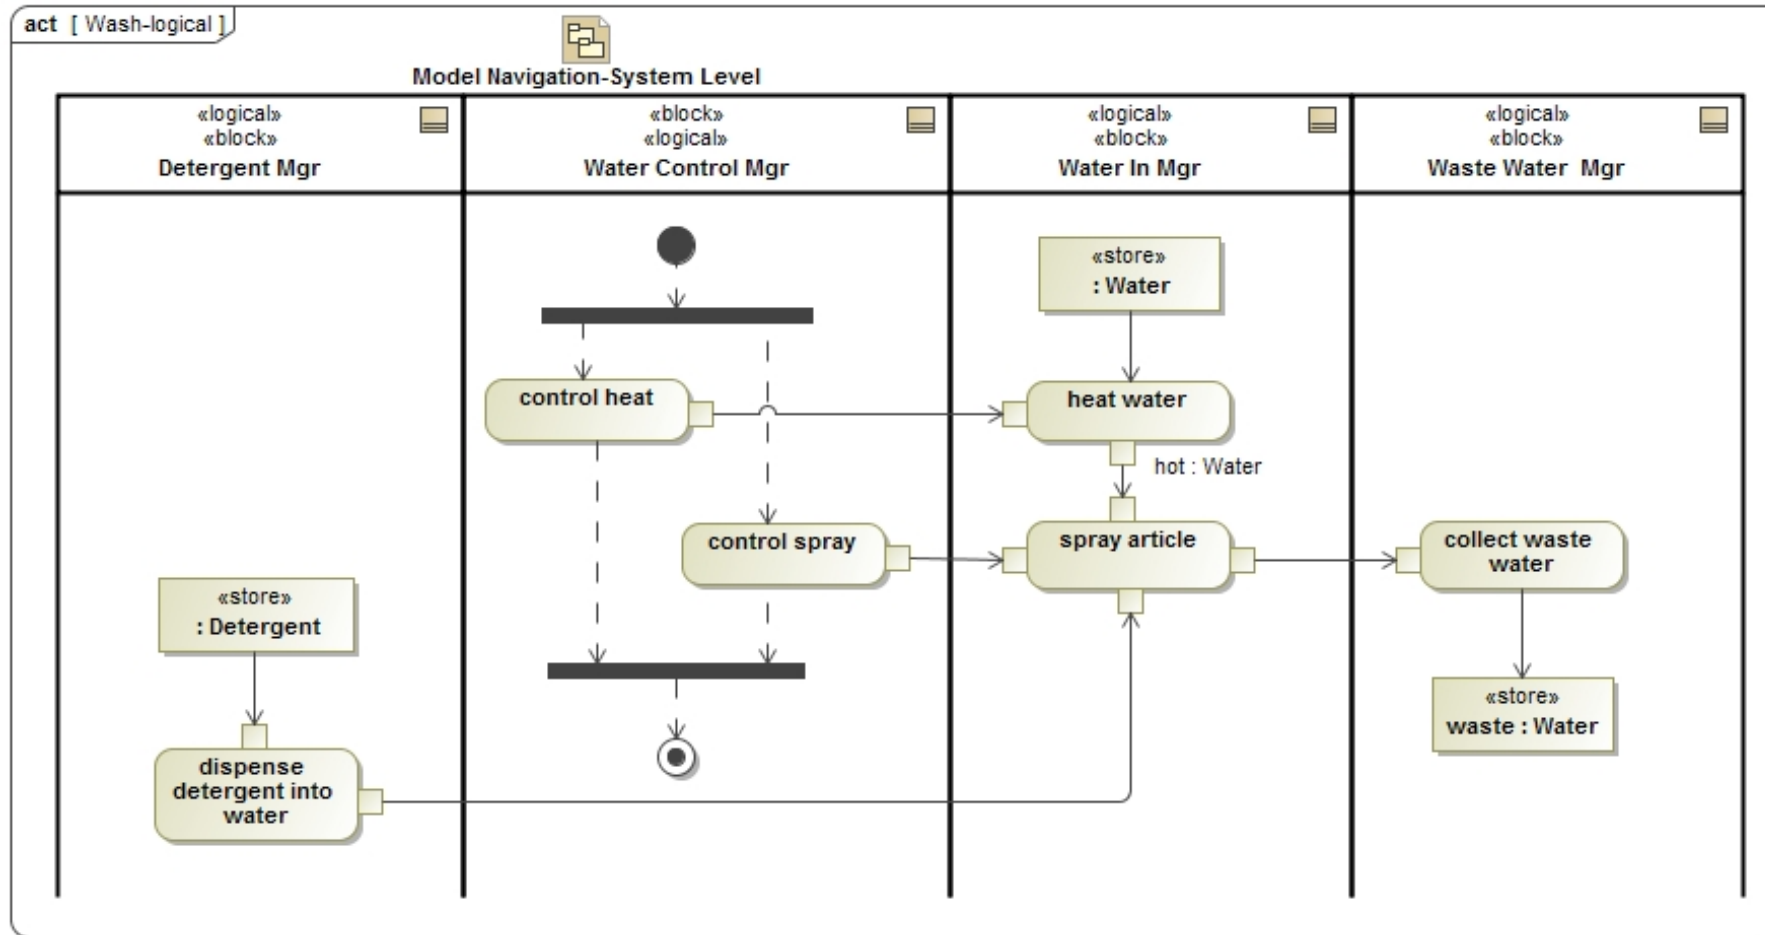 act [ Wash-logical ]
Model Navigation-System Level
«logical»
«block»
Detergent Mgr
«block»
«logical»
Water Control Mgr
«logical»
«block»
Water In Mgr
«logical»
«block»
Waste Water Mgr
«store»
: Water
control heat
heat water
hot : Water
control spray
spray article
collect waste
water
«store»
: Detergent
«store»
waste : Water
dispense
detergent into
water